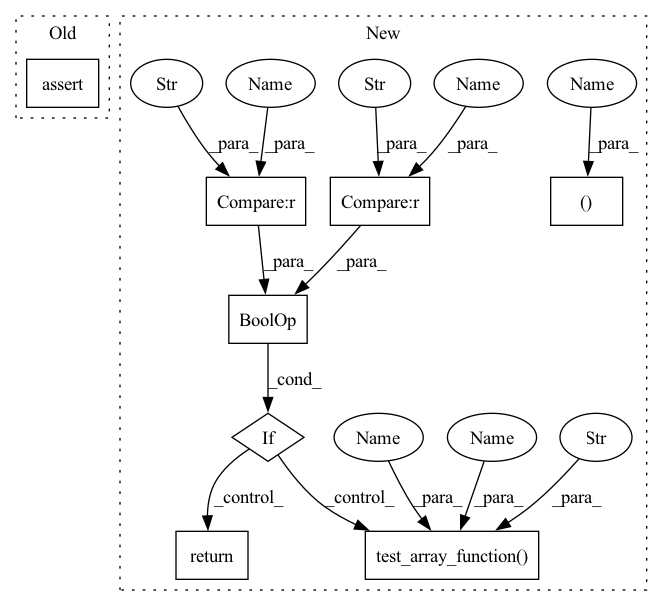 Old
New
assert
Str
Name
Str
Name
Name
_para_
_para_
_para_
_para_
_para_
Compare:r
Compare:r
()
_para_
_para_
BoolOp
_cond_
If
Name
Name
Str
_control_
_control_
_para_
_para_
_para_
return
test_array_function()